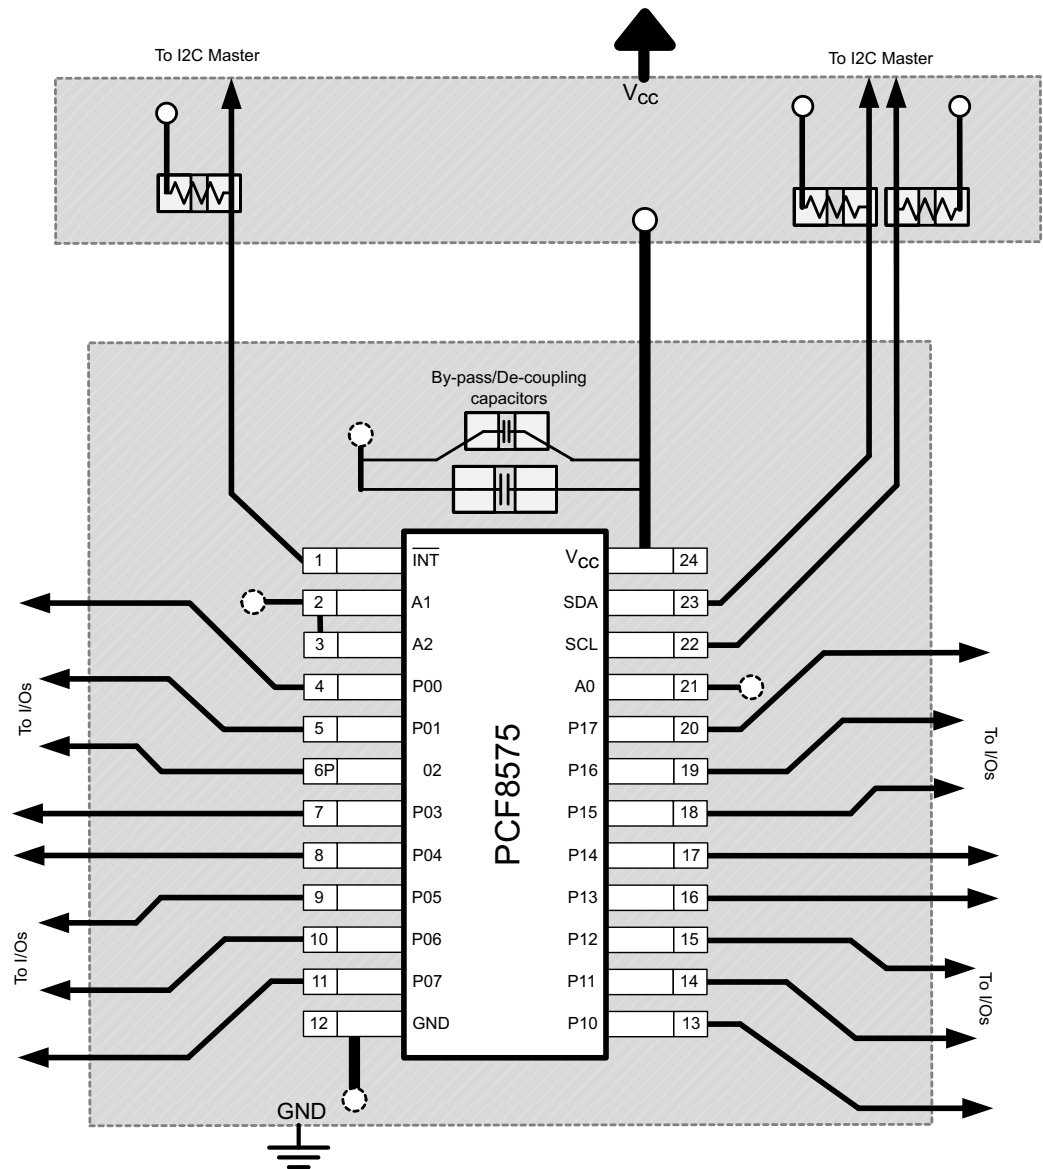 To I2C Master
VCC
To I2C Master
By-pass/De-coupling
capacitors
1 INT
VCC 24
2 A1
SDA 23
3 A2
SCL 22
4 P00
A0 21
5 P01
P17 20
6P 02
P16 19
7 P03
P15 18
8 P04
P14 17
9 P05
P13 16
10 P06
P12 15
11 P07
P11 14
12 GND
P10 13
PCF8575
To I/Os
To I/Os
To I/Os
To I/Os
GND